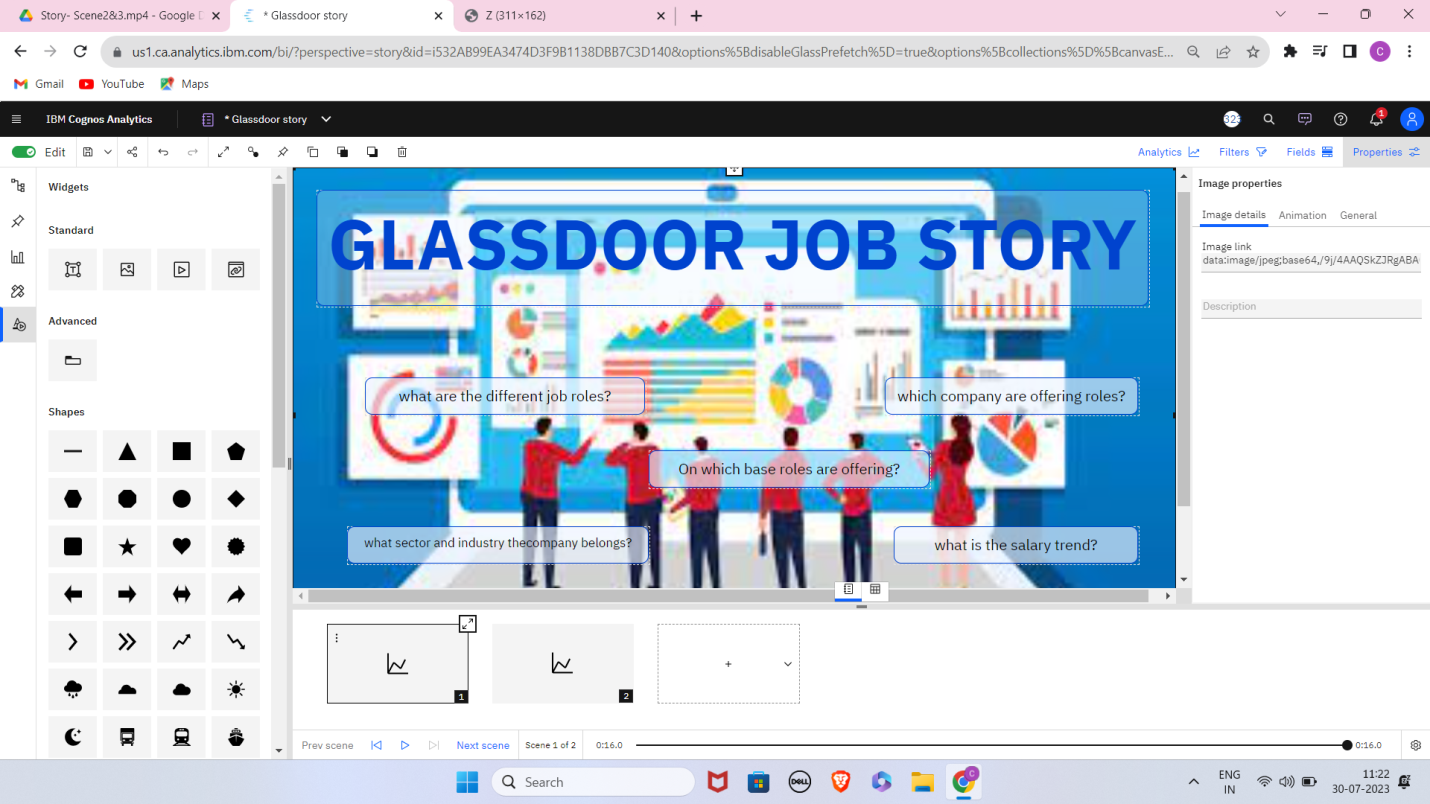 Story- Scene2&3.mp4 - Google D
* Glassdoor story
Z (311×162)
us1.ca.analytics.ibm.com/bi/?perspective=story&id=i532AB99EA3474D3F9B1138DBB7C3D140&options%5BdisableGlassPrefetch%5D=true&options%5Bcollections%5D%5BcanvasE...
C
Gmail
YouTube
Maps
IBM Cognos Analytics
* Glassdoor story
323
1
Edit
Analytics
Filters
Fields
Properties
Widgets
Standard
Advanced
Shapes
GLASSDOOR JOB STORY
what are the different job roles?
which company are offering roles?
On which base roles are offering?
what sector and industry thecompany belongs?
what is the salary trend?
Image properties
Image details
Animation
General
Image link
data:image/jpeg;base64,/9j/4AAQSkZJRgABA
Description
1
2
+
Prev scene
Next scene
Scene 1 of 2
0:16.0
0:16.0
Search
DELL
C
ENG
IN
11:22
30-07-2023